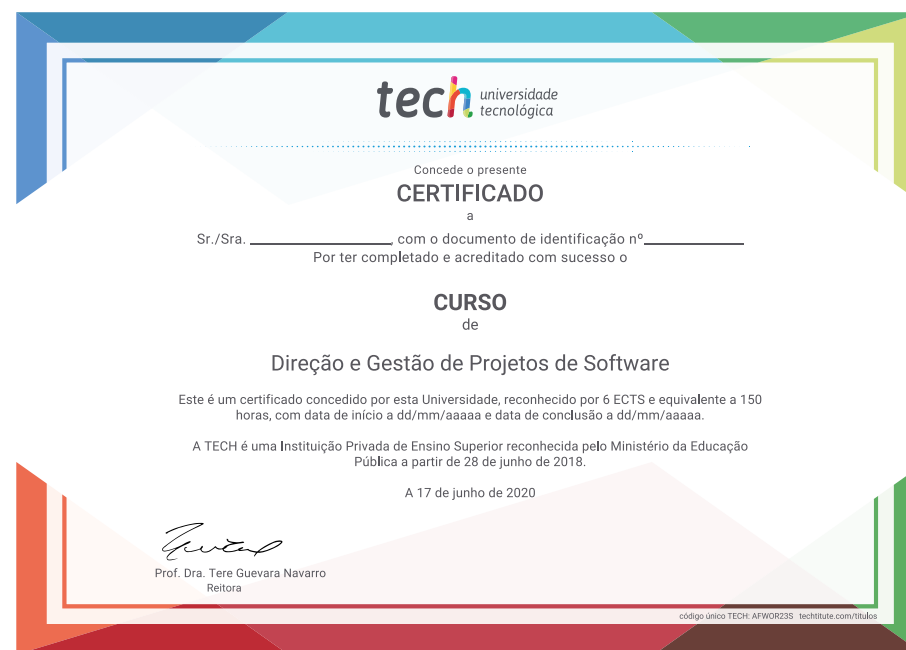 tech universidade
tecnológica
Concede o presente
CERTIFICADO
a
Sr./Sra. ________________, com o documento de identificação nº____________
Por ter completado e acreditado com sucesso o
CURSO
de
Direção e Gestão de Projetos de Software
Este é um certificado concedido por esta Universidade, reconhecido por 6 ECTS e equivalente a 150
horas, com data de início a dd/mm/aaaaa e data de conclusão a dd/mm/aaaaa.
A TECH é uma Instituição Privada de Ensino Superior reconhecida pelo Ministério da Educação
Pública a partir de 28 de junho de 2018.
A 17 de junho de 2020
Prof. Dra. Tere Guevara Navarro
Reitora
código único TECH: AFWOR23S techtitute.com/titulos